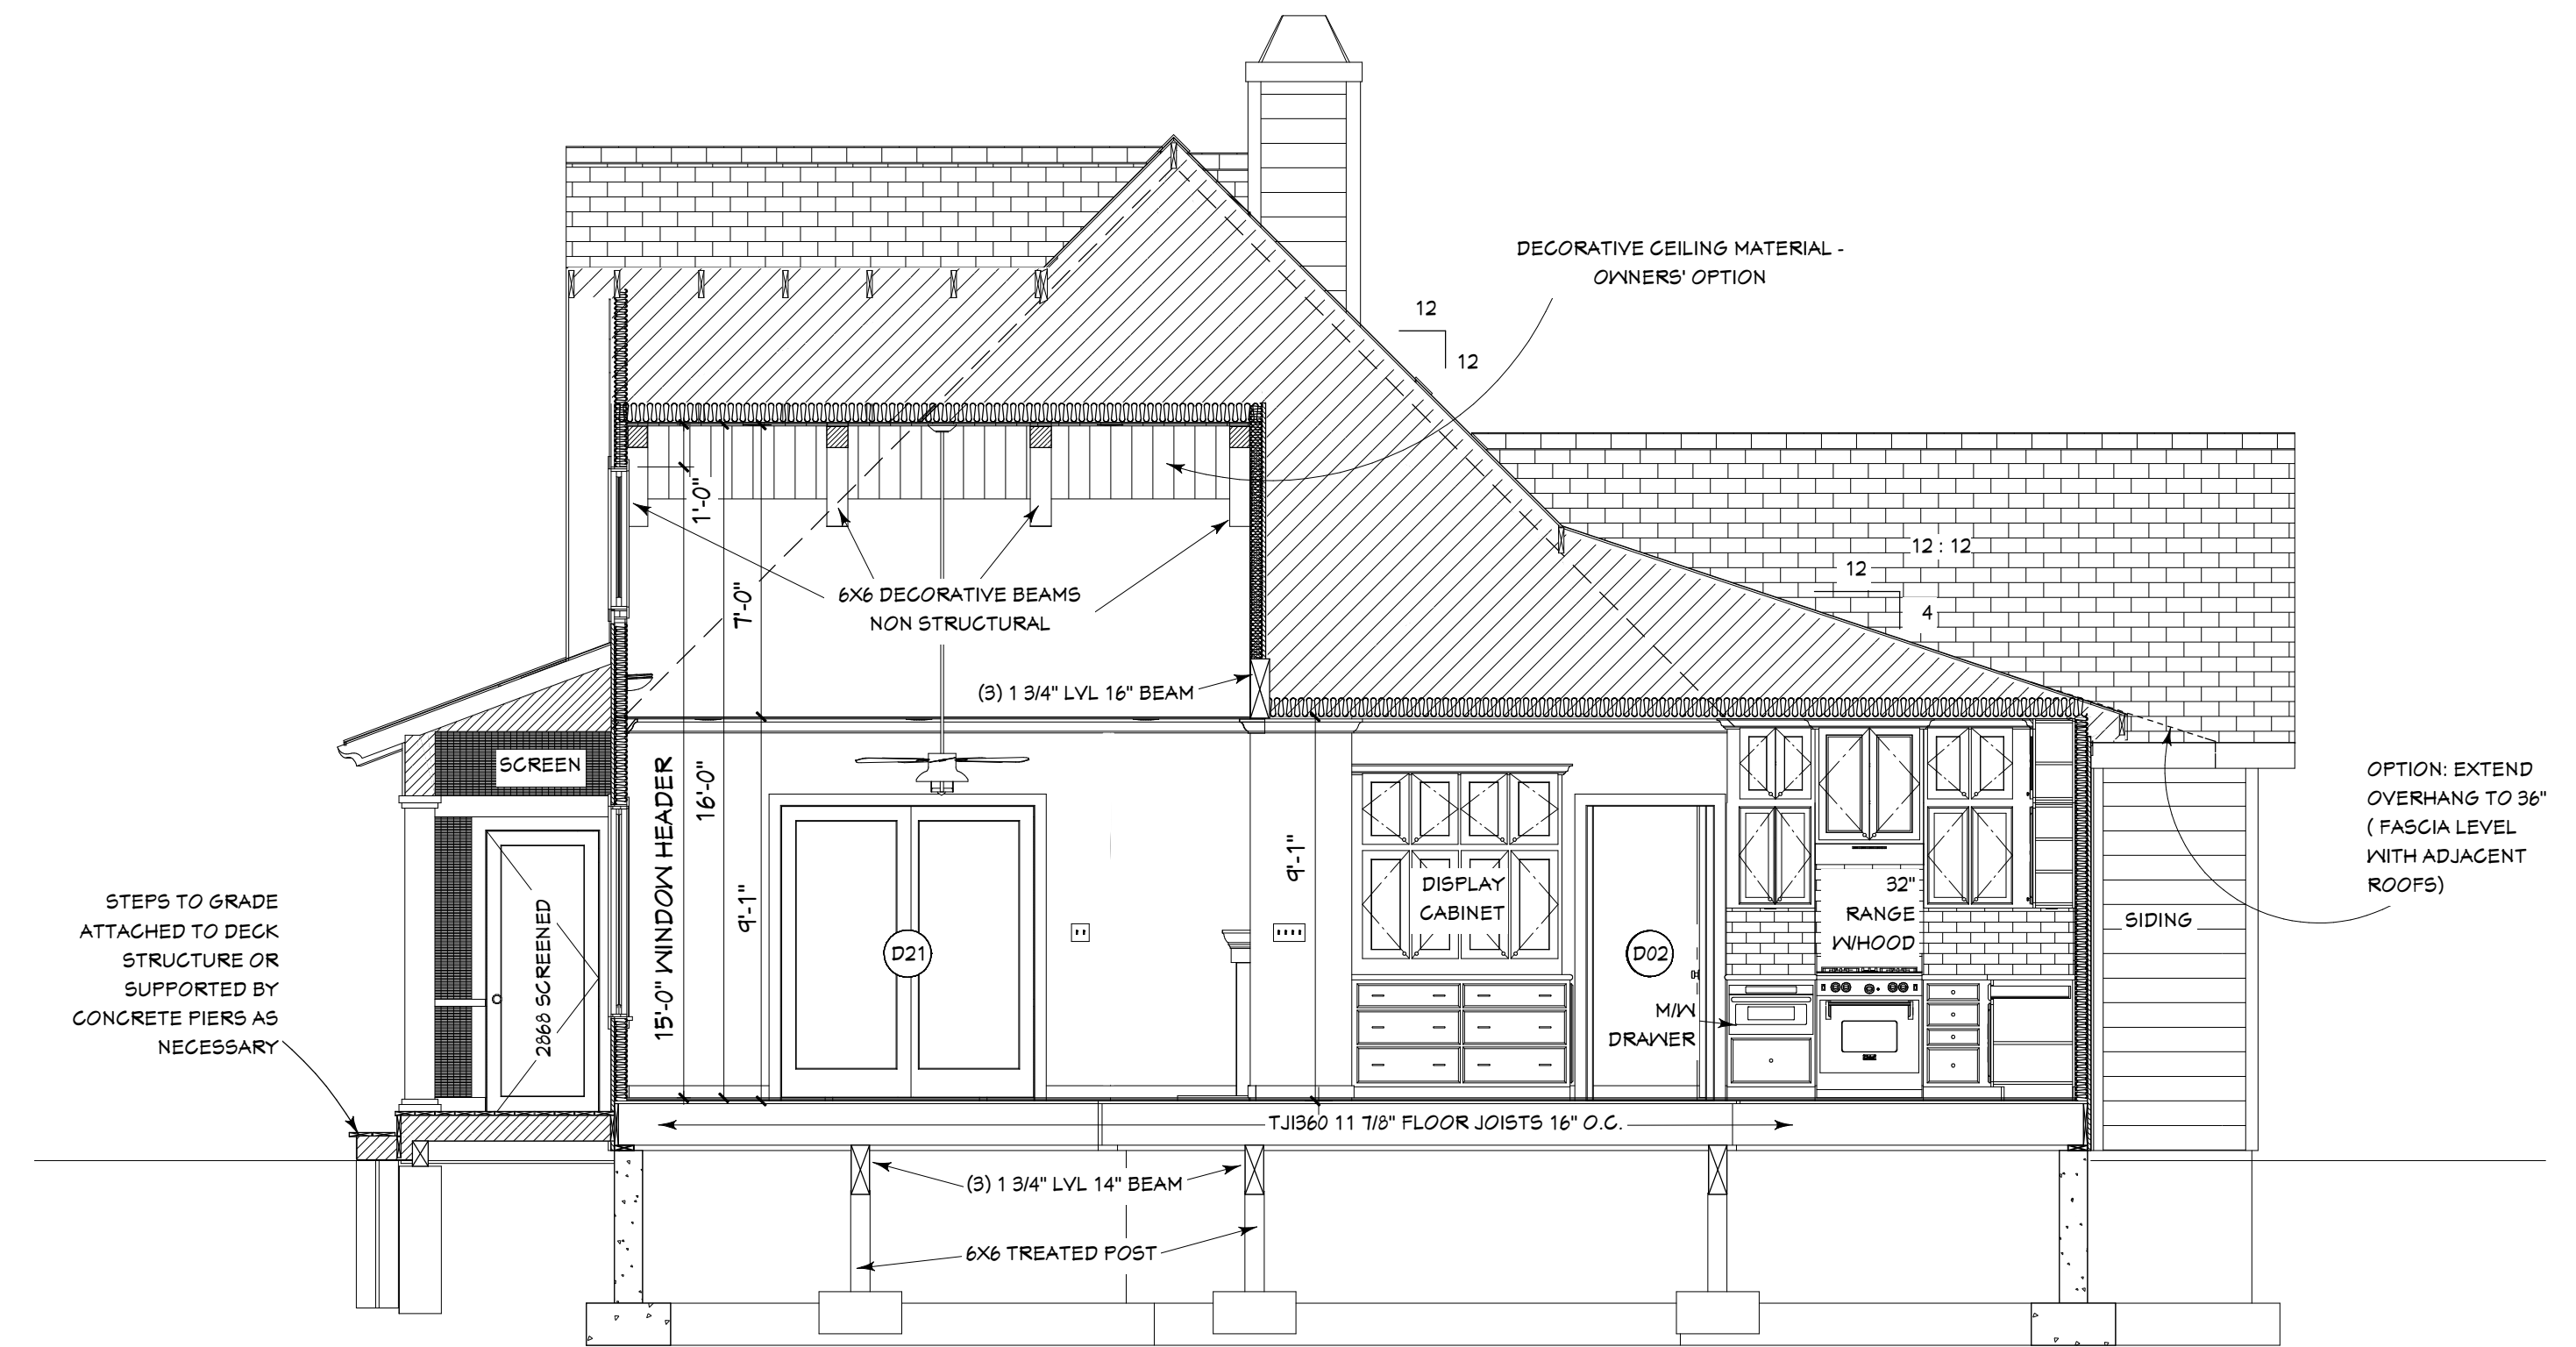 DECORATIVE CEILING MATERIAL -
OWNERS' OPTION
12
12
1'-0"
12 : 12
12
4
7'-0"
6X6 DECORATIVE BEAMS
NON STRUCTURAL
(3) 1 3/4" LVL 16" BEAM
SCREEN
15'-0" WINDOW HEADER
16'-0"
9'-1"
9'-1"
OPTION: EXTEND
OVERHANG TO 36"
( FASCIA LEVEL
WITH ADJACENT
ROOFS)
STEPS TO GRADE
ATTACHED TO DECK
STRUCTURE OR
SUPPORTED BY
CONCRETE PIERS AS
NECESSARY
2868 SCREENED
D21
DISPLAY
CABINET
D02
32"
RANGE
W/HOOD
SIDING
M/W
DRAWER
TJI360 11 7/8" FLOOR JOISTS 16" O.C.
(3) 1 3/4" LVL 14" BEAM
6X6 TREATED POST